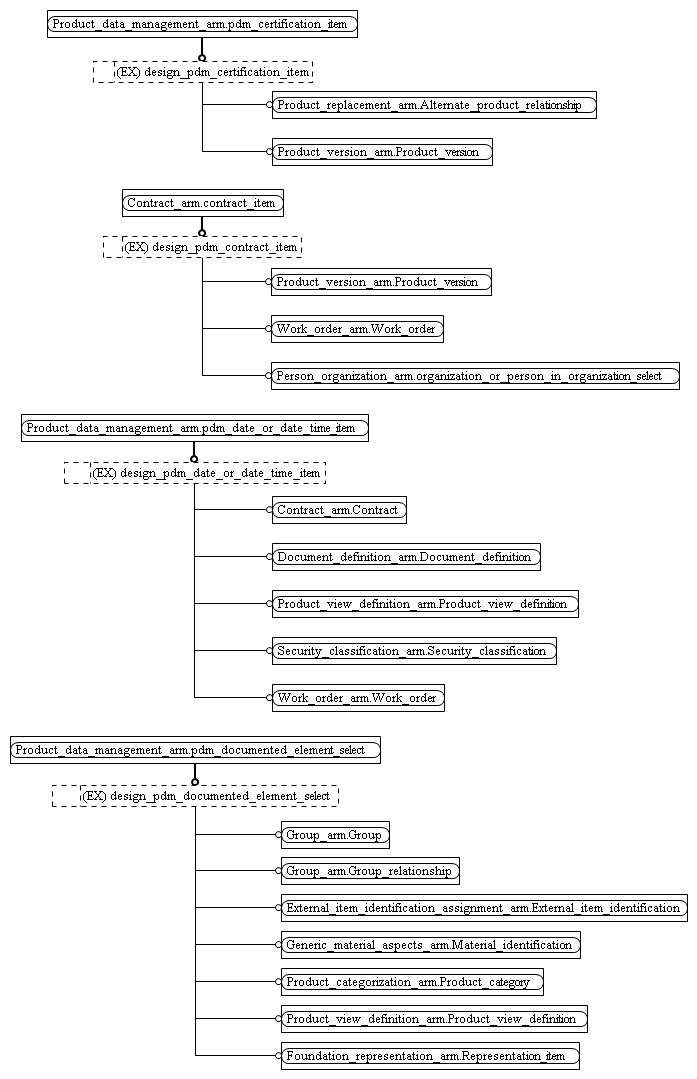 Product_data_management_arm.pdm_certification_item
(EX) design_pdm_certification_item
Product_replacement_arm.Alternate_product_relationship
Product_version_arm.Product_version
Contract_arm.contract_item
(EX) design_pdm_contract_item
Product_version_arm.Product_version
Work_order_arm.Work_order
Person_organization_arm.organization_or_person_in_organization_select
Product_data_management_arm.pdm_date_or_date_time_item
(EX) design_pdm_date_or_date_time_item
Contract_arm.Contract
Document_definition_arm.Document_definition
Product_view_definition_arm.Product_view_definition
Security_classification_arm.Security_classification
Work_order_arm.Work_order
Product_data_management_arm.pdm_documented_element_select
(EX) design_pdm_documented_element_select
Group_arm.Group
Group_arm.Group_relationship
External_item_identification_assignment_arm.External_item_identification
Generic_material_aspects_arm.Material_identification
Product_categorization_arm.Product_category
Product_view_definition_arm.Product_view_definition
Foundation_representation_arm.Representation_item